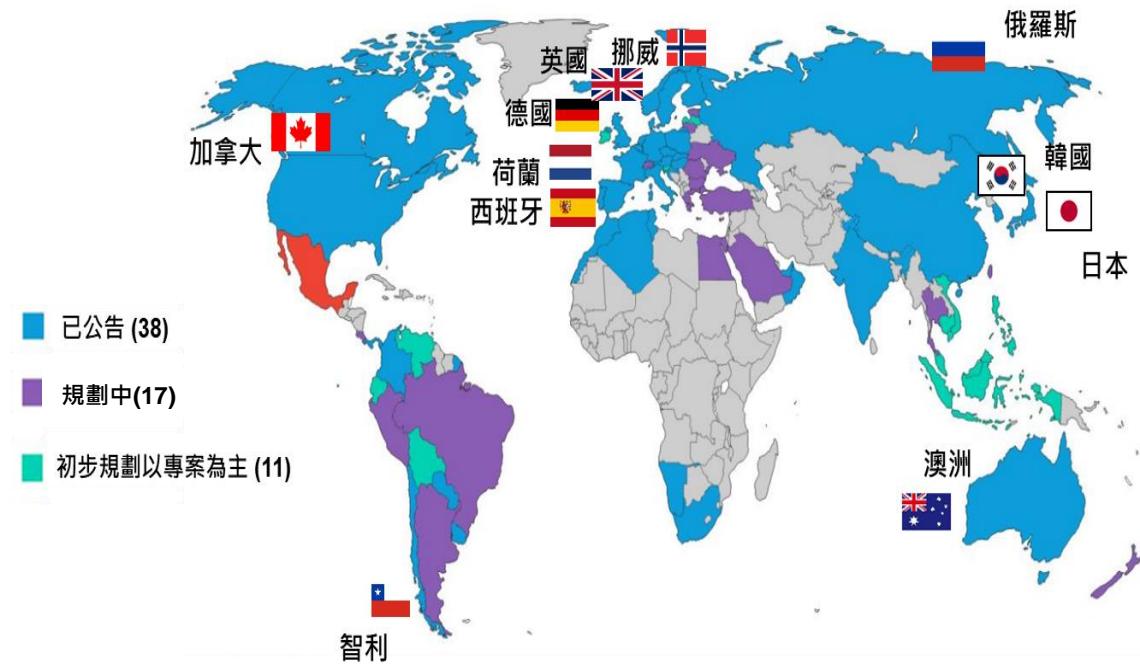 俄羅斯
挪威
英國
德國
加拿大
荷蘭
韓國
西班牙
日本
已公告 (38)
規劃中(17)
初步規劃以專案為主 (11)
澳洲
智利